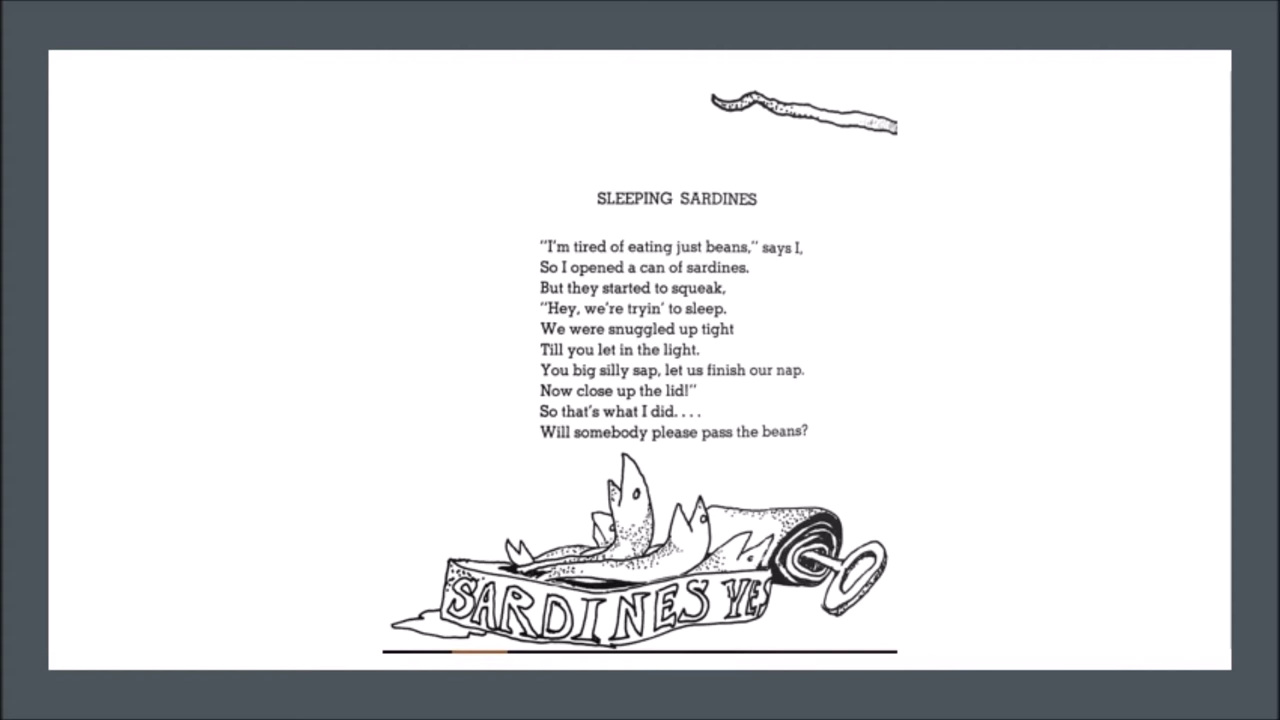 SLEEPING SARDINES
"I'm tired of eating just beans," says I,
So I opened a can of sardines.
But they started to squeak,
"Hey, we're tryin' to sleep.
We were snuggled up tight
Till you let in the light.
You big silly sap, let us finish our nap.
Now close up the lid!"
So that's what I did. . . .
Will somebody please pass the beans?
SARDINES YES